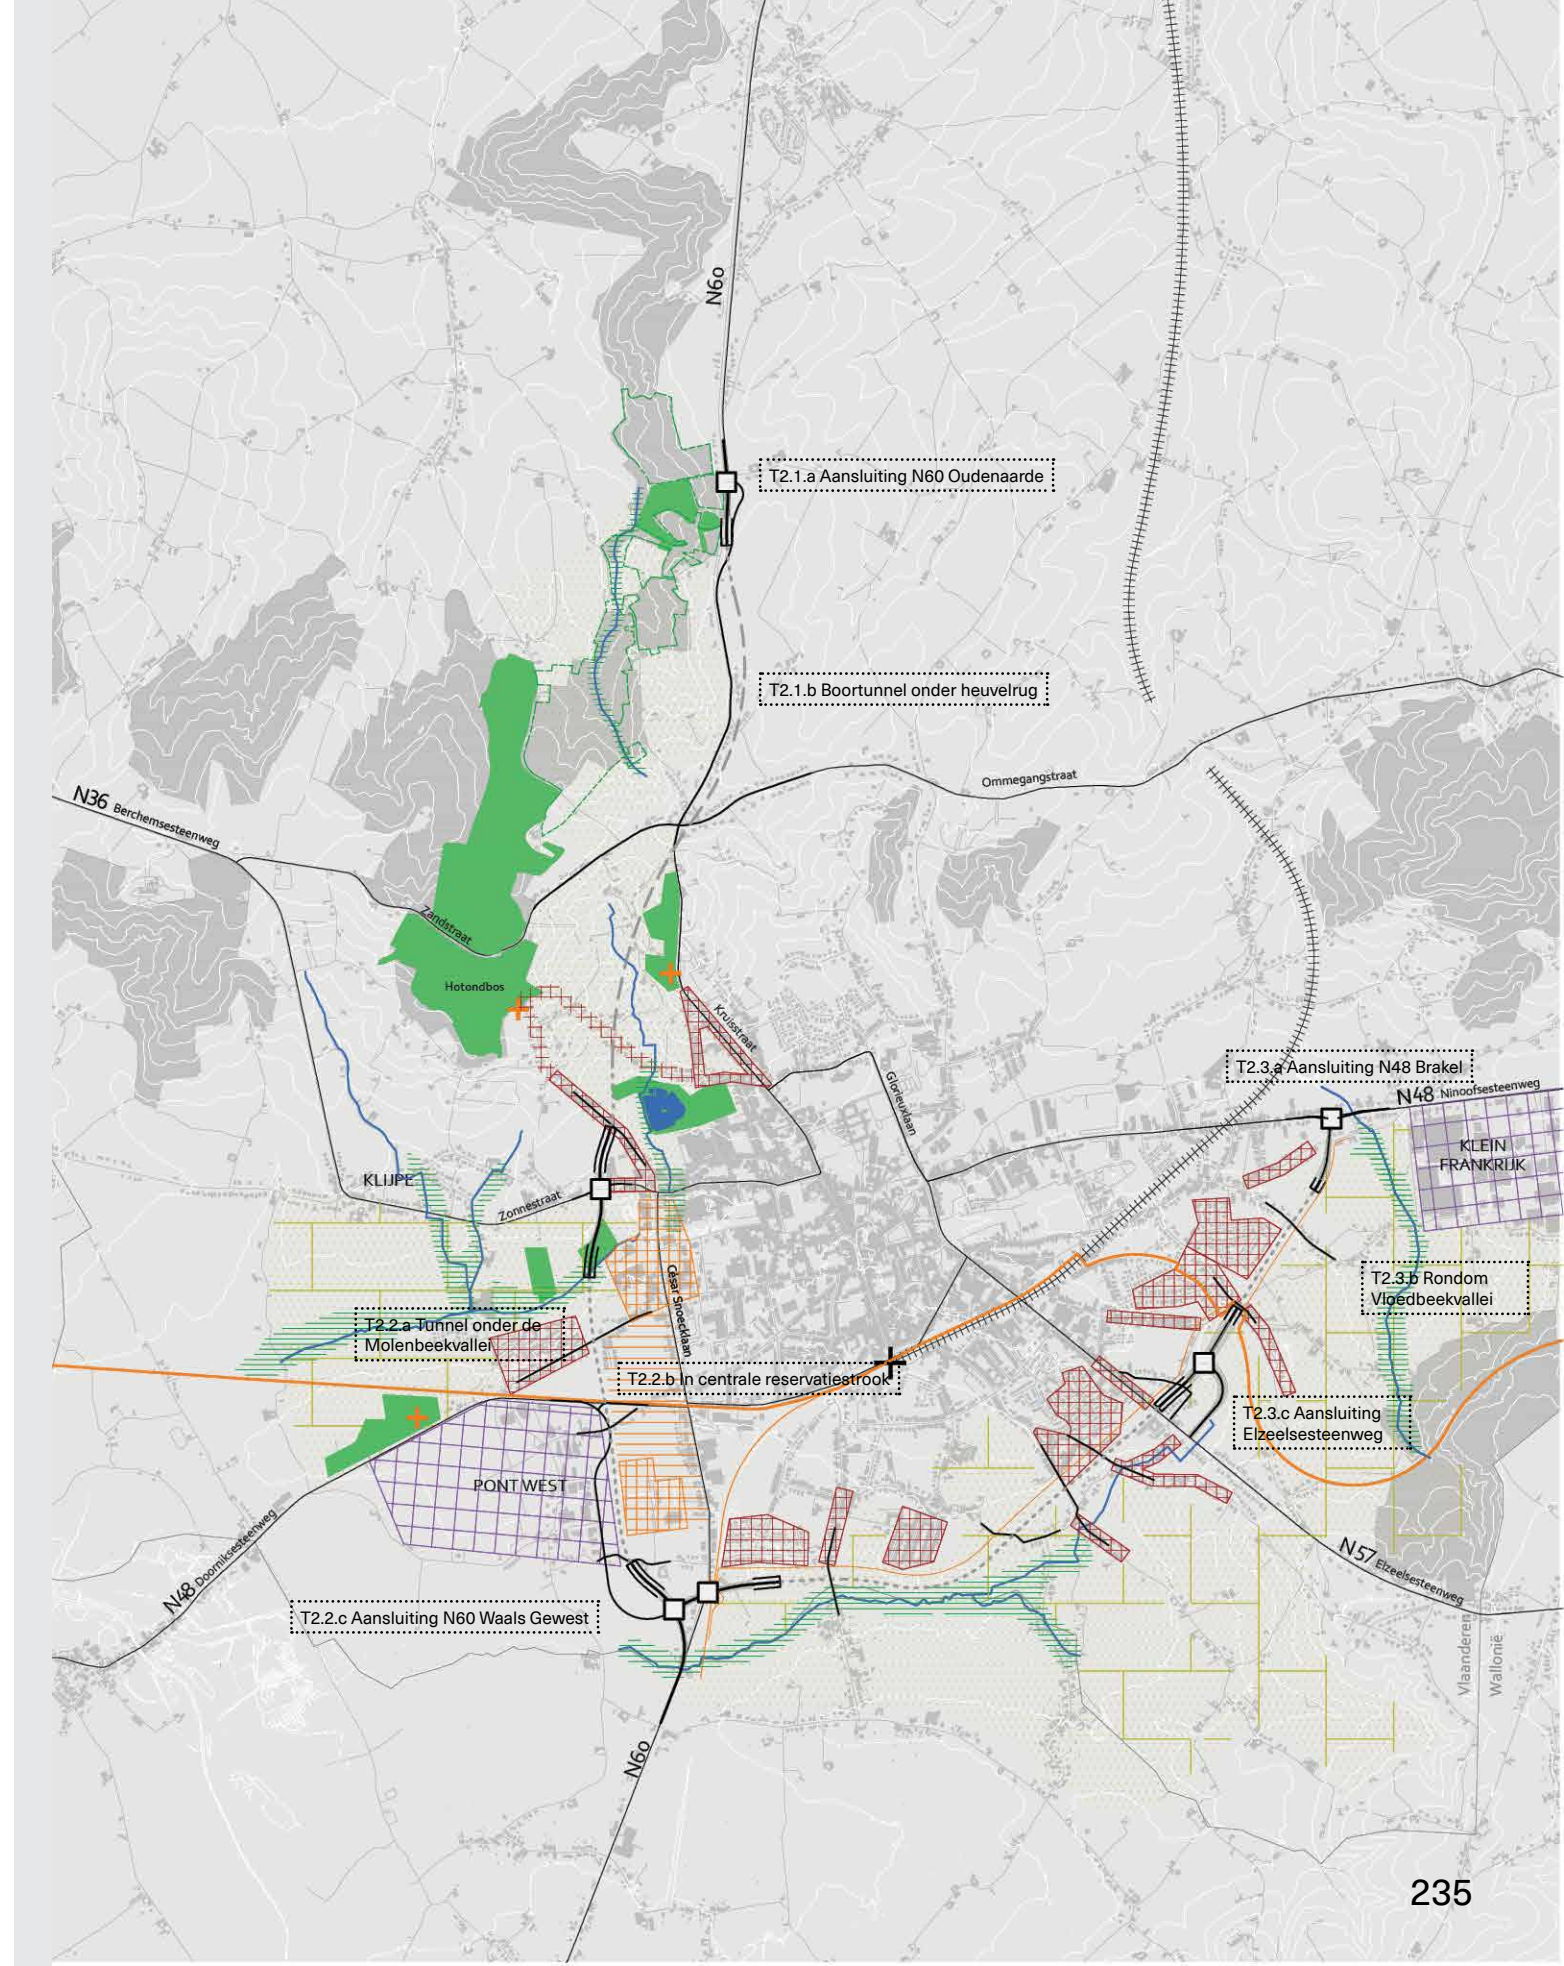 N60
T2.1.a Aansluiting N60 Oudenaarde
T2.1.b Boortunnel onder heuvelrug
Ommegangstraat
N36 Berchemsesteenweg
Zandstraat
Hotondbos
Kruisstraat
Glorieuxlaan
T2.3.a Aansluiting N48 Brakel
N48 Ninoofsesteenweg
KLEIN
FRANKRIJK
KLIJPE
Zonnestraat
César Snoecklaan
T2.3.b Rondom
Vloedbeekvallei
T2.2.a Tunnel onder de
Molenbeekvallei
T2.2.b In centrale reservatiestrook
T2.3.c Aansluiting
Elzeelsesteenweg
PONT WEST
N48 Doorniksesteenweg
N57 Elzeelsesteenweg
T2.2.c Aansluiting N60 Waals Gewest
Vlaanderen
Wallonië
N60
235